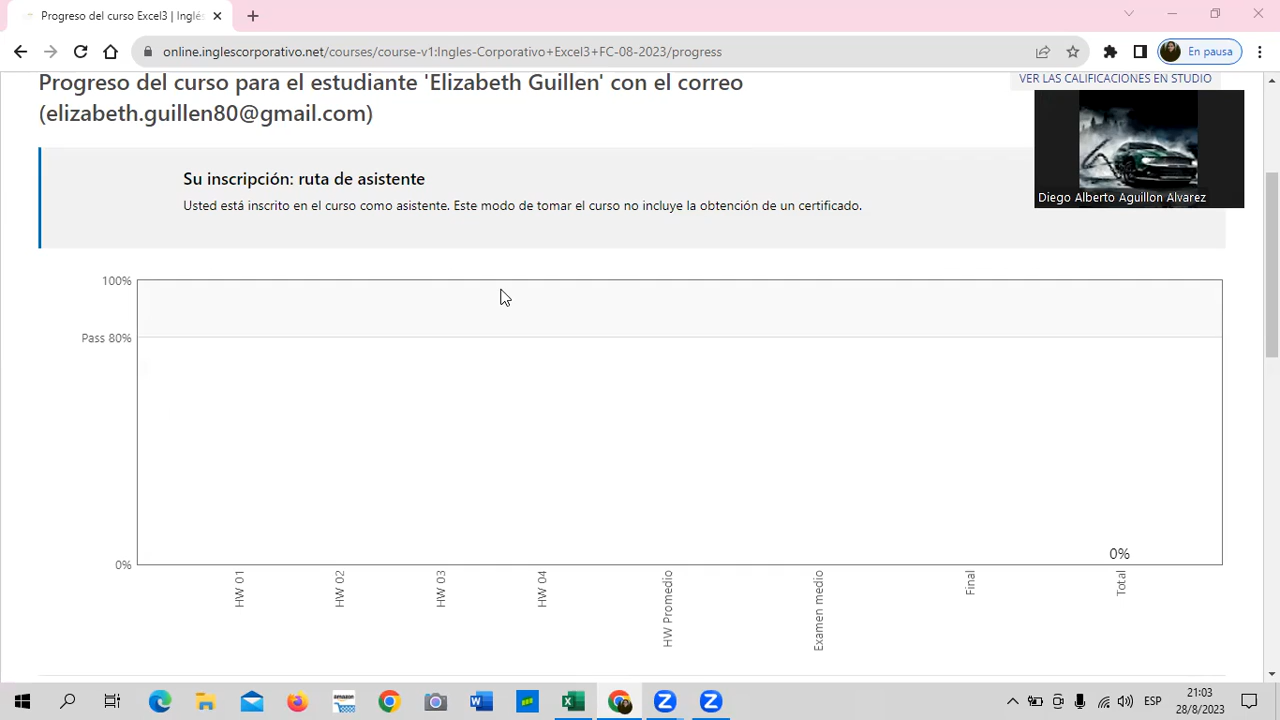 Progreso del curso Excel3 | Inglés
online.inglescorporativo.net/courses/course-v1:Ingles-Corporativo+Excel3+FC-08-2023/progress
En pausa
Progreso del curso para el estudiante 'Elizabeth Guillen' con el correo
(elizabeth.guillen80@gmail.com)
VER LAS CALIFICACIONES EN STUDIO
Diego Alberto Aguillon Alvarez
Su inscripción: ruta de asistente
Usted está inscrito en el curso como asistente. Este modo de tomar el curso no incluye la obtención de un certificado.
100%
Pass 80%
0%
0%
HW 01
HW 02
HW 03
HW 04
HW Promedio
Examen medio
Final
Total
amazon
ESP
21:03
28/8/2023